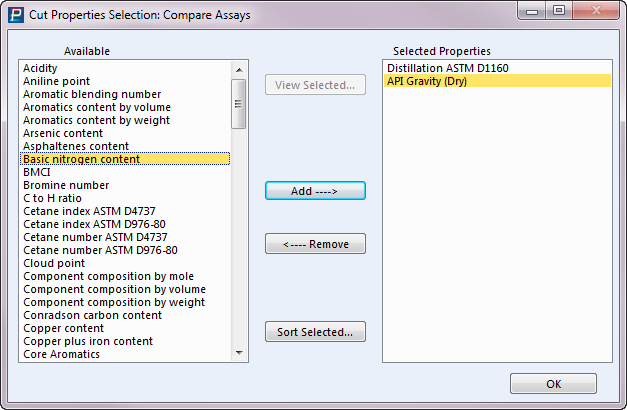 Cut Properties Selection: Compare Assays
Available
Acidity
Aniline point
Aromatic blending number
Aromatics content by volume
Aromatics content by weight
Arsenic content
Asphaltenes content
Basic nitrogen content
BMCI
Bromine number
C to H ratio
Cetane index ASTM D4737
Cetane index ASTM D976-80
Cetane number ASTM D4737
Cetane number ASTM D976-80
Cloud point
Component composition by mole
Component composition by volume
Component composition by weight
Conradson carbon content
Copper content
Copper plus iron content
Core Aromatics
View Selected...
Add ---->
<---- Remove
Sort Selected...
Selected Properties
Distillation ASTM D1160
API Gravity (Dry)
OK